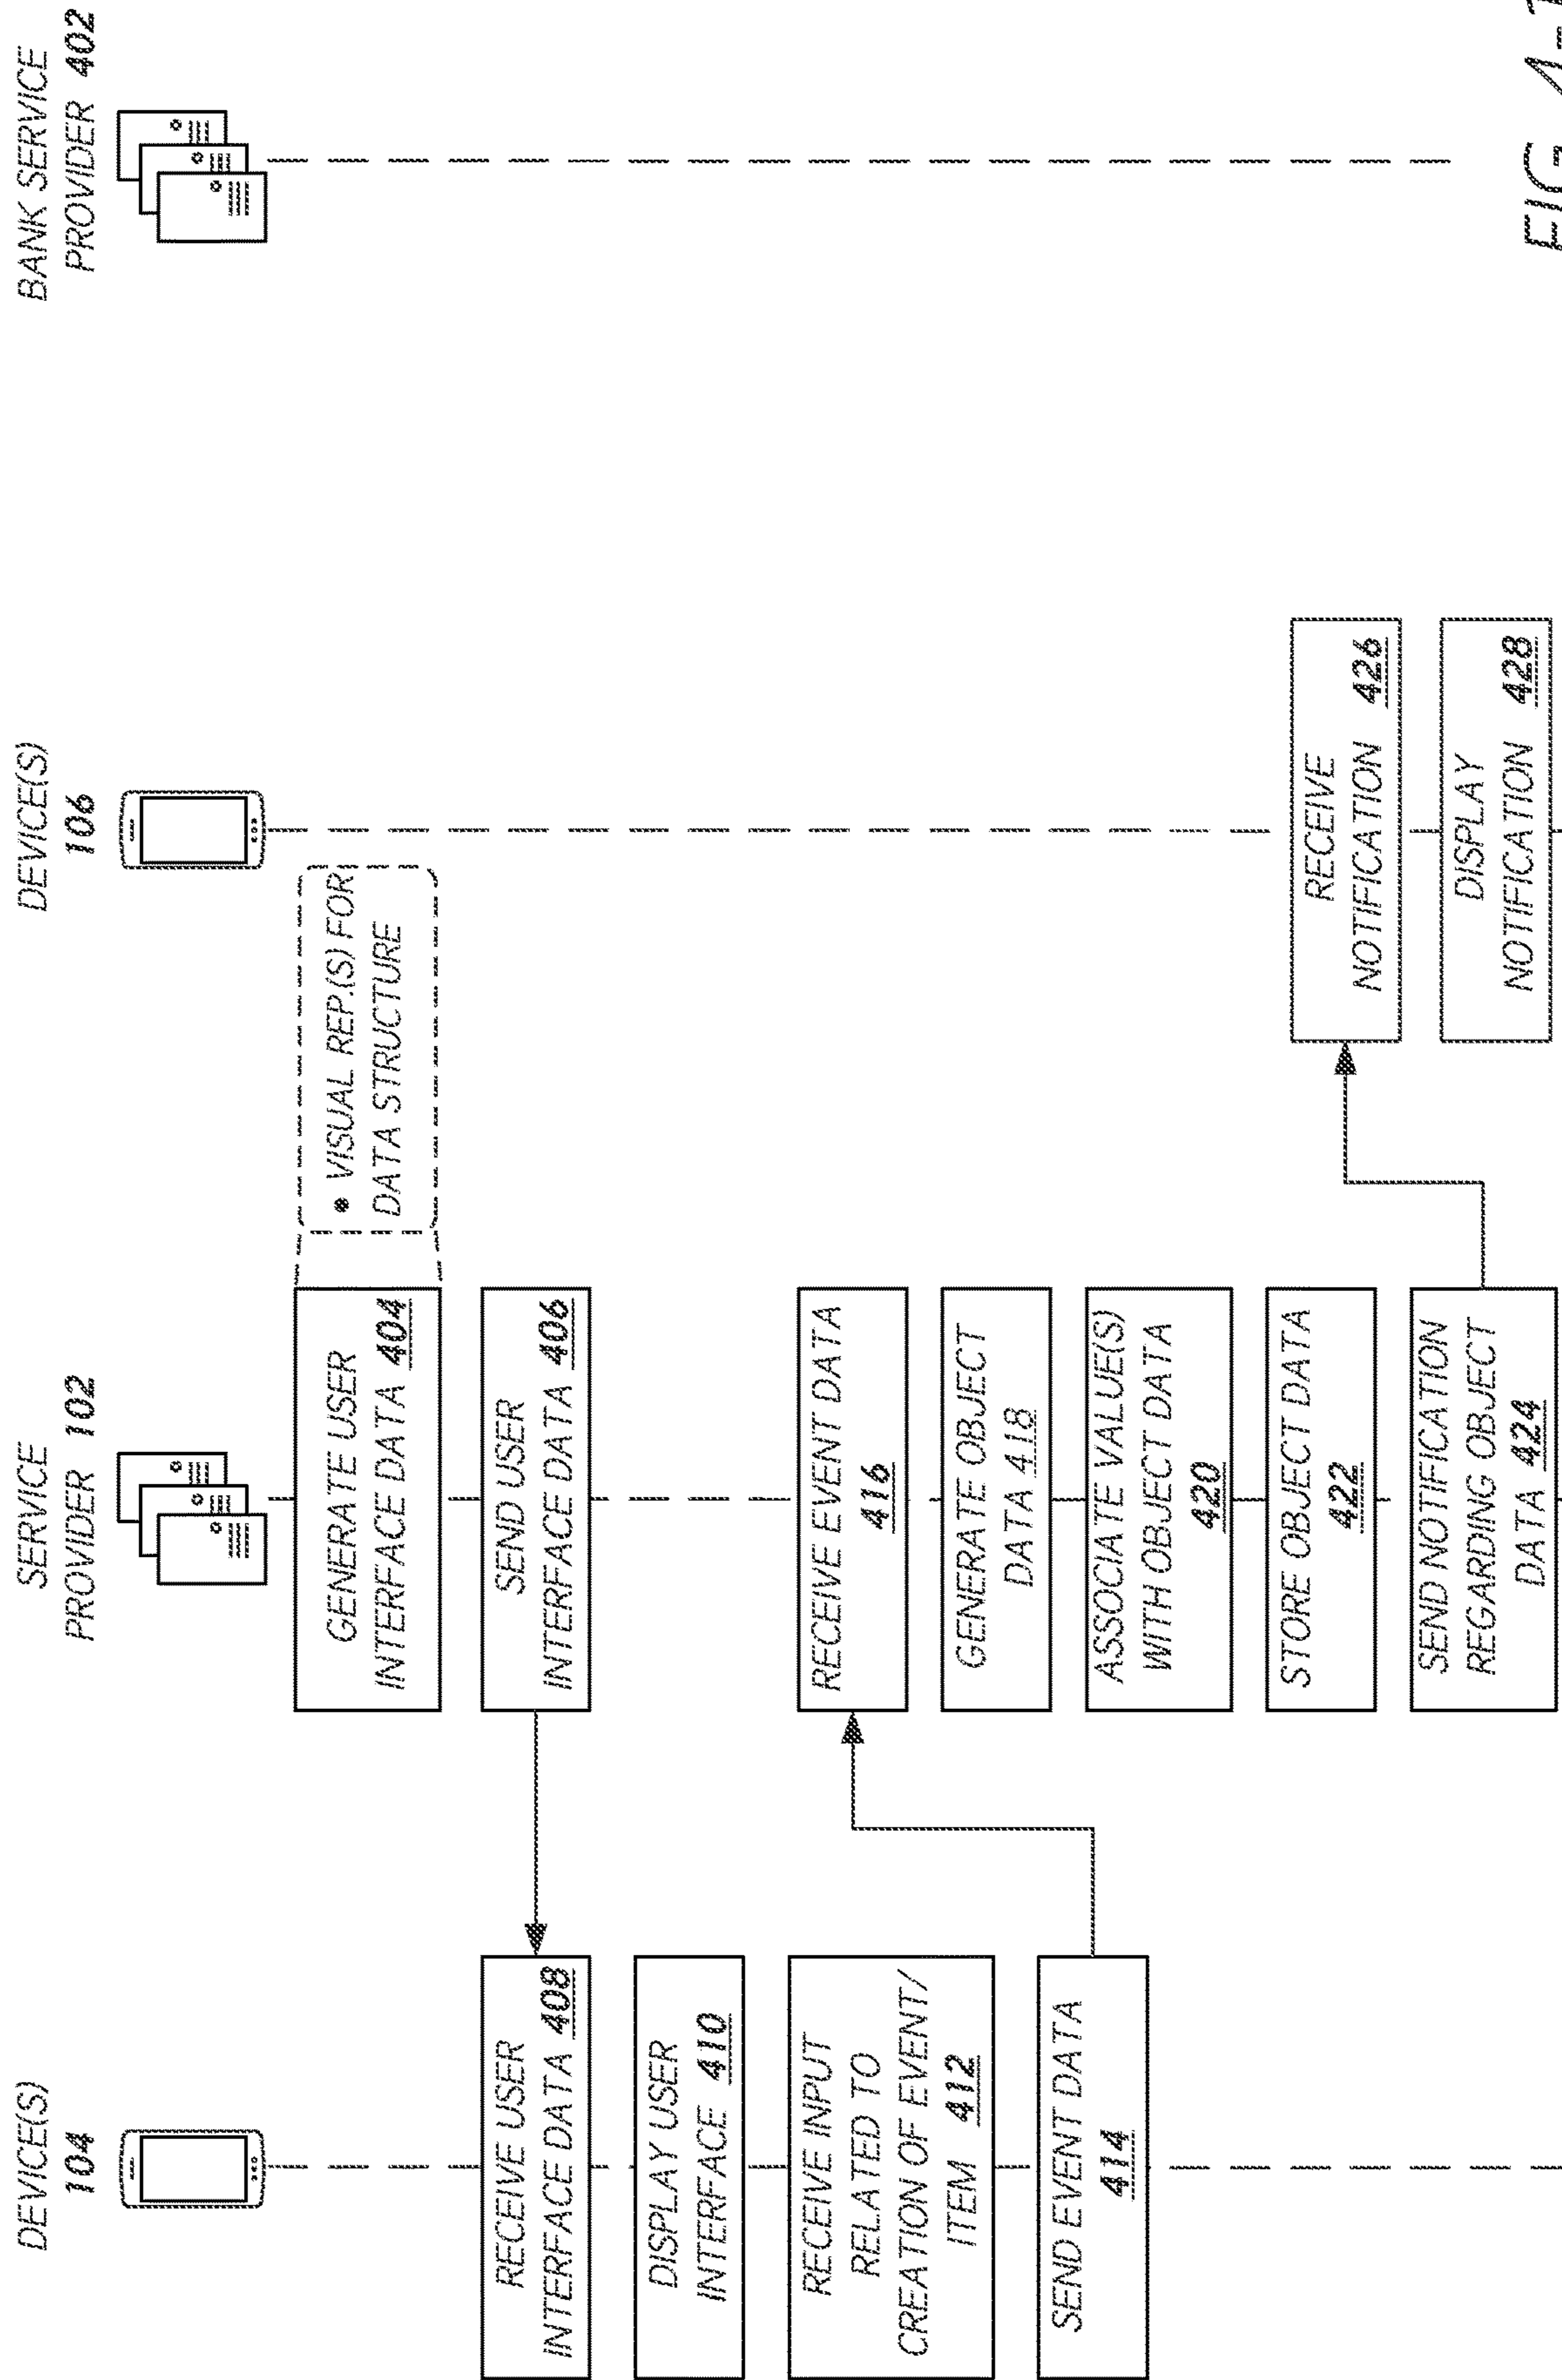 DEVICE(S)
104
SERVICE
PROVIDER 102
DEVICE(S)
106
BANK SERVICE
PROVIDER 402
GENERATE USER
INTERFACE DATA 404
• VISUAL REP.(S) FOR
DATA STRUCTURE
SEND USER
INTERFACE DATA 406
RECEIVE USER
INTERFACE DATA 408
DISPLAY USER
INTERFACE 410
RECEIVE INPUT
RELATED TO
CREATION OF EVENT/
ITEM 412
SEND EVENT DATA
414
RECEIVE EVENT DATA
416
GENERATE OBJECT
DATA 418
ASSOCIATE VALUE(S)
WITH OBJECT DATA
420
STORE OBJECT DATA
422
SEND NOTIFICATION
REGARDING OBJECT
DATA 424
RECEIVE
NOTIFICATION 426
DISPLAY
NOTIFICATION 428
FIG. 4-1